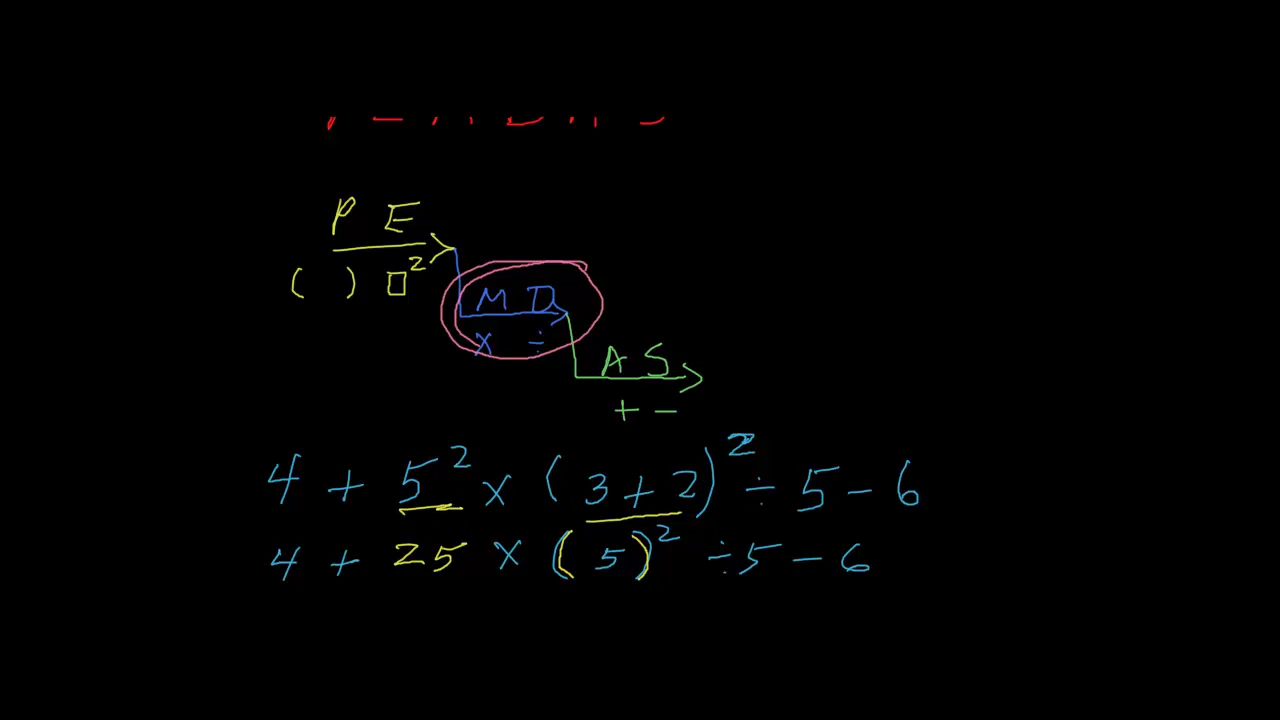 P E
( ) □²
M D
× ÷
A S
+ −
4 + 5² × (3 + 2)² ÷ 5 − 6
4 + 25 × (5)² ÷ 5 − 6